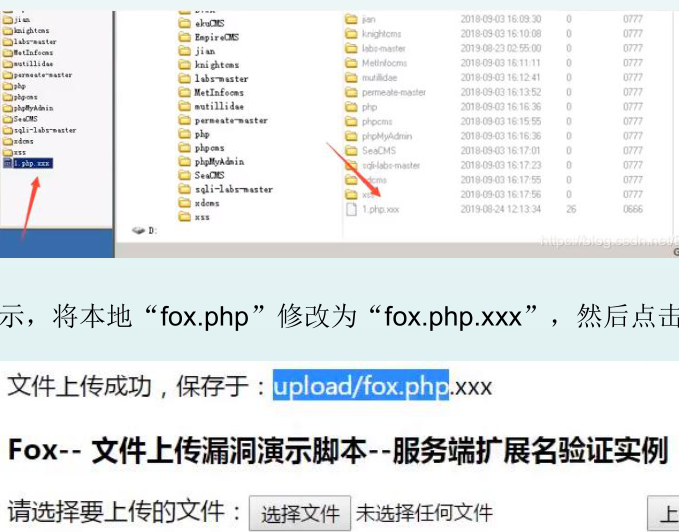 jian
knightcms
labs-master
MetInfocms
mutillidae
permeate-master
php
phpcms
phpMyAdmin
SeaCMS
sqli-labs-master
xdcms
xss
1.php.xxx
ekuCMS
EmpireCMS
jian
knightcms
labs-master
MetInfocms
mutillidae
permeate-master
php
phpcms
phpMyAdmin
SeaCMS
sqli-labs-master
xdcms
xss
D:
jian 2018-09-03 16:09:30 0 0777
knightcms 2018-09-03 16:10:08 0 0777
labs-master 2019-08-23 02:55:00 0 0777
MetInfocms 2018-09-03 16:11:11 0 0777
mutillidae 2018-09-03 16:12:41 0 0777
permeate-master 2018-09-03 16:13:52 0 0777
php 2018-09-03 16:16:36 0 0777
phpcms 2018-09-03 16:15:55 0 0777
phpMyAdmin 2018-09-03 16:16:36 0 0777
SeaCMS 2018-09-03 16:17:01 0 0777
sqli-labs-master 2018-09-03 16:17:23 0 0777
xdcms 2018-09-03 16:17:55 0 0777
xss 2018-09-03 16:17:56 0 0777
1.php.xxx 2019-08-24 12:13:34 26 0666
https://blog.csdn.net/
示，将本地“fox.php”修改为“fox.php.xxx”，然后点击
文件上传成功，保存于：upload/fox.php.xxx
Fox-- 文件上传漏洞演示脚本--服务端扩展名验证实例
请选择要上传的文件： 选择文件 未选择任何文件 上